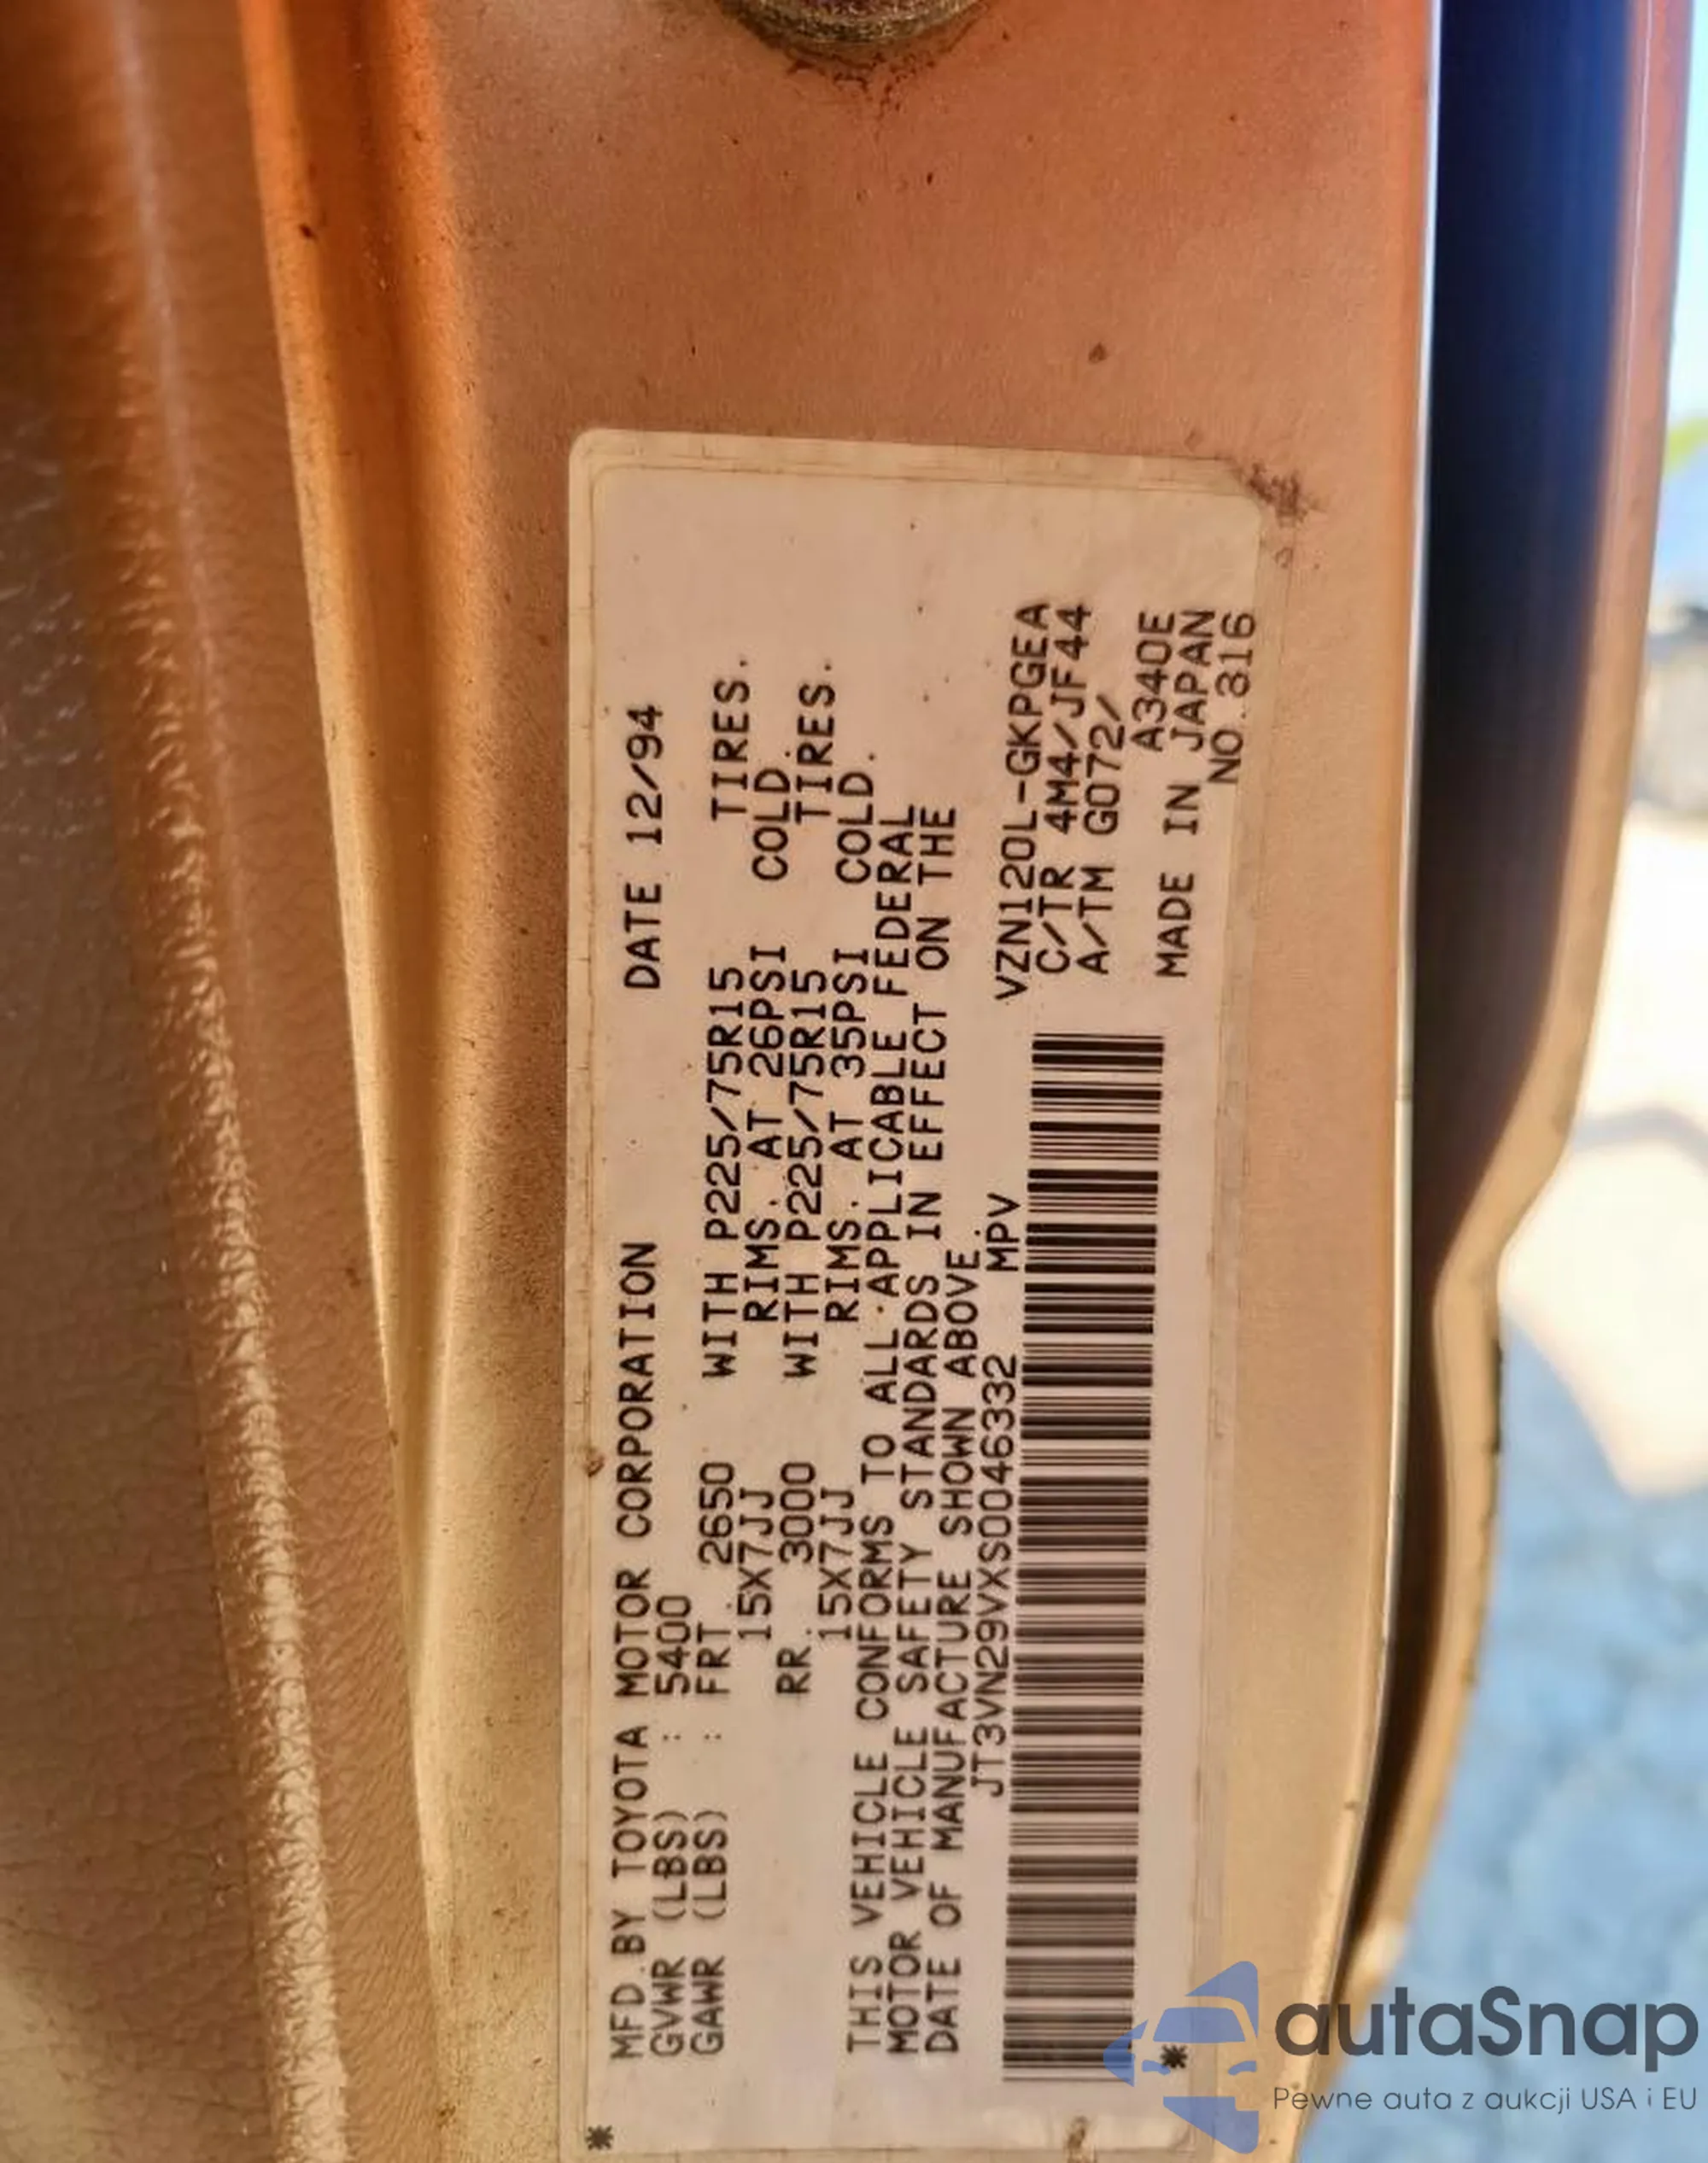 MFD.BY TOYOTA MOTOR CORPORATION DATE 12/94
GVWR (LBS) : 5400
GAWR (LBS) : FRT. 2650 WITH P225/75R15 TIRES.
15X7JJ RIMS. AT 26PSI COLD.
RR. 3000 WITH P225/75R15 TIRES.
15X7JJ RIMS. AT 35PSI COLD.
THIS VEHICLE CONFORMS TO ALL APPLICABLE FEDERAL
MOTOR VEHICLE SAFETY STANDARDS IN EFFECT ON THE
DATE OF MANUFACTURE SHOWN ABOVE.
JT3VN29VXS0046332 MPV
VZN120L-GKPGEA
C/TR 4M4/JF44
A/TM G072/
A340E
MADE IN JAPAN
NO.316
autaSnap
Pewne auta z aukcji USA i EU